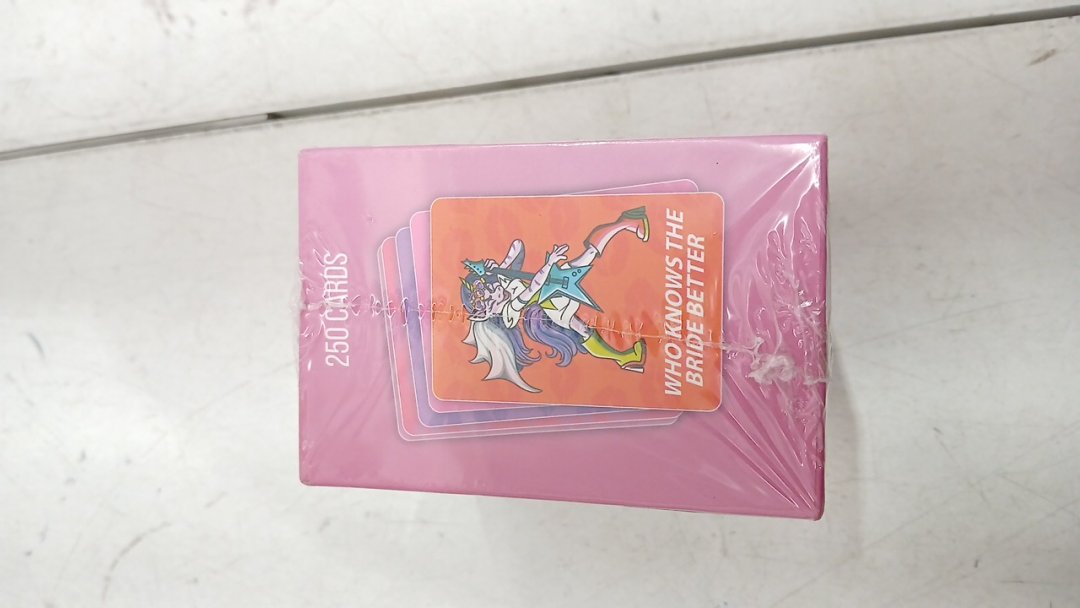 250 CARDS
WHO KNOWS THE
BRIDE BETTER